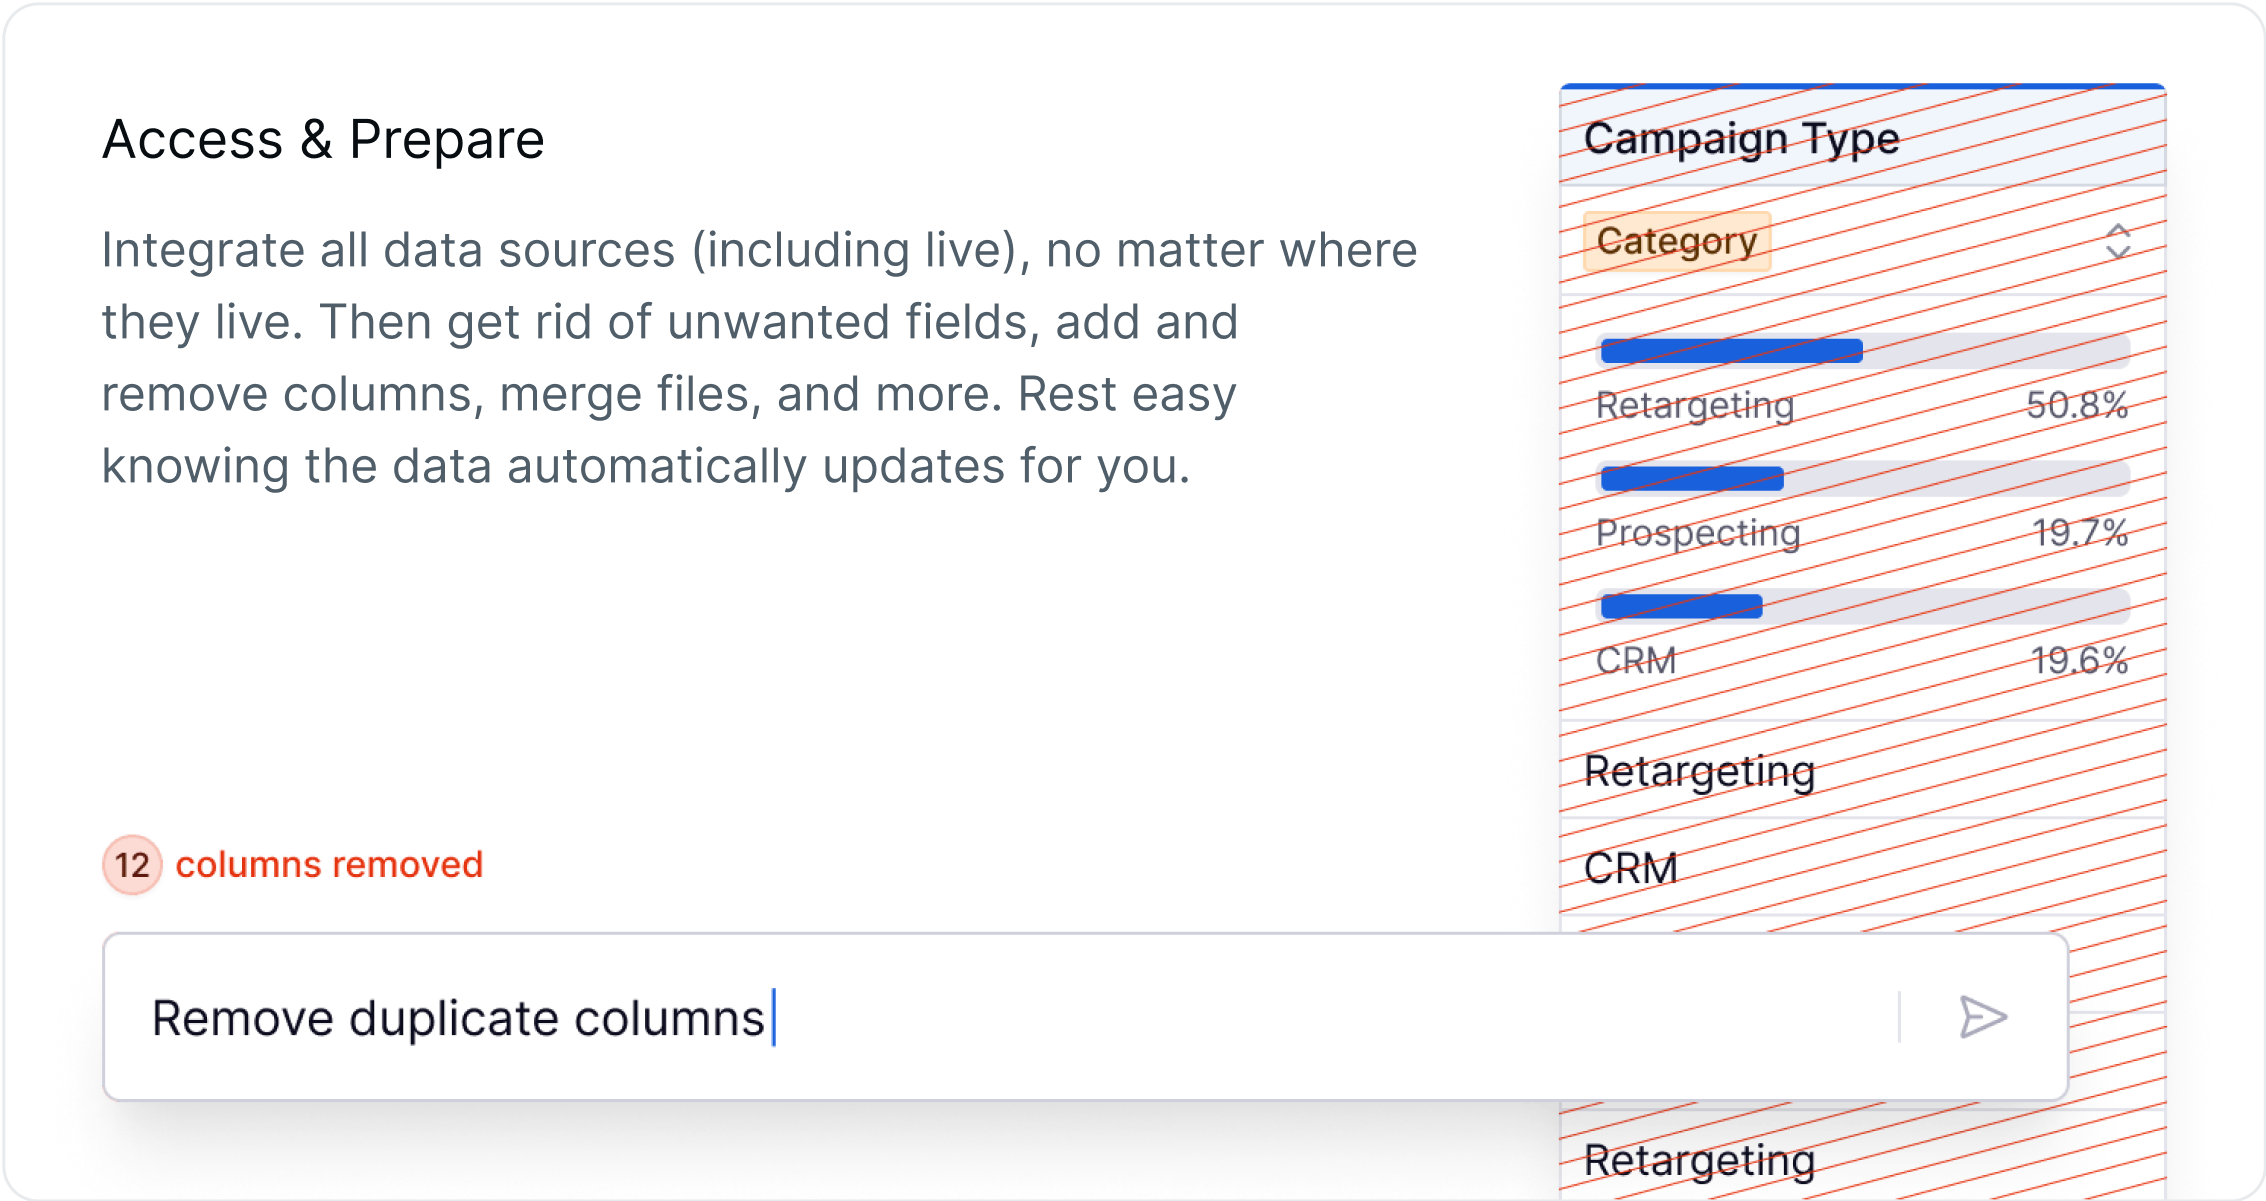 Access & Prepare
Integrate all data sources (including live), no matter where
they live. Then get rid of unwanted fields, add and
remove columns, merge files, and more. Rest easy
knowing the data automatically updates for you.
12 columns removed
Remove duplicate columns
Campaign Type
Category
Retargeting 50.8%
Prospecting 19.7%
CRM 19.6%
Retargeting
CRM
Retargeting